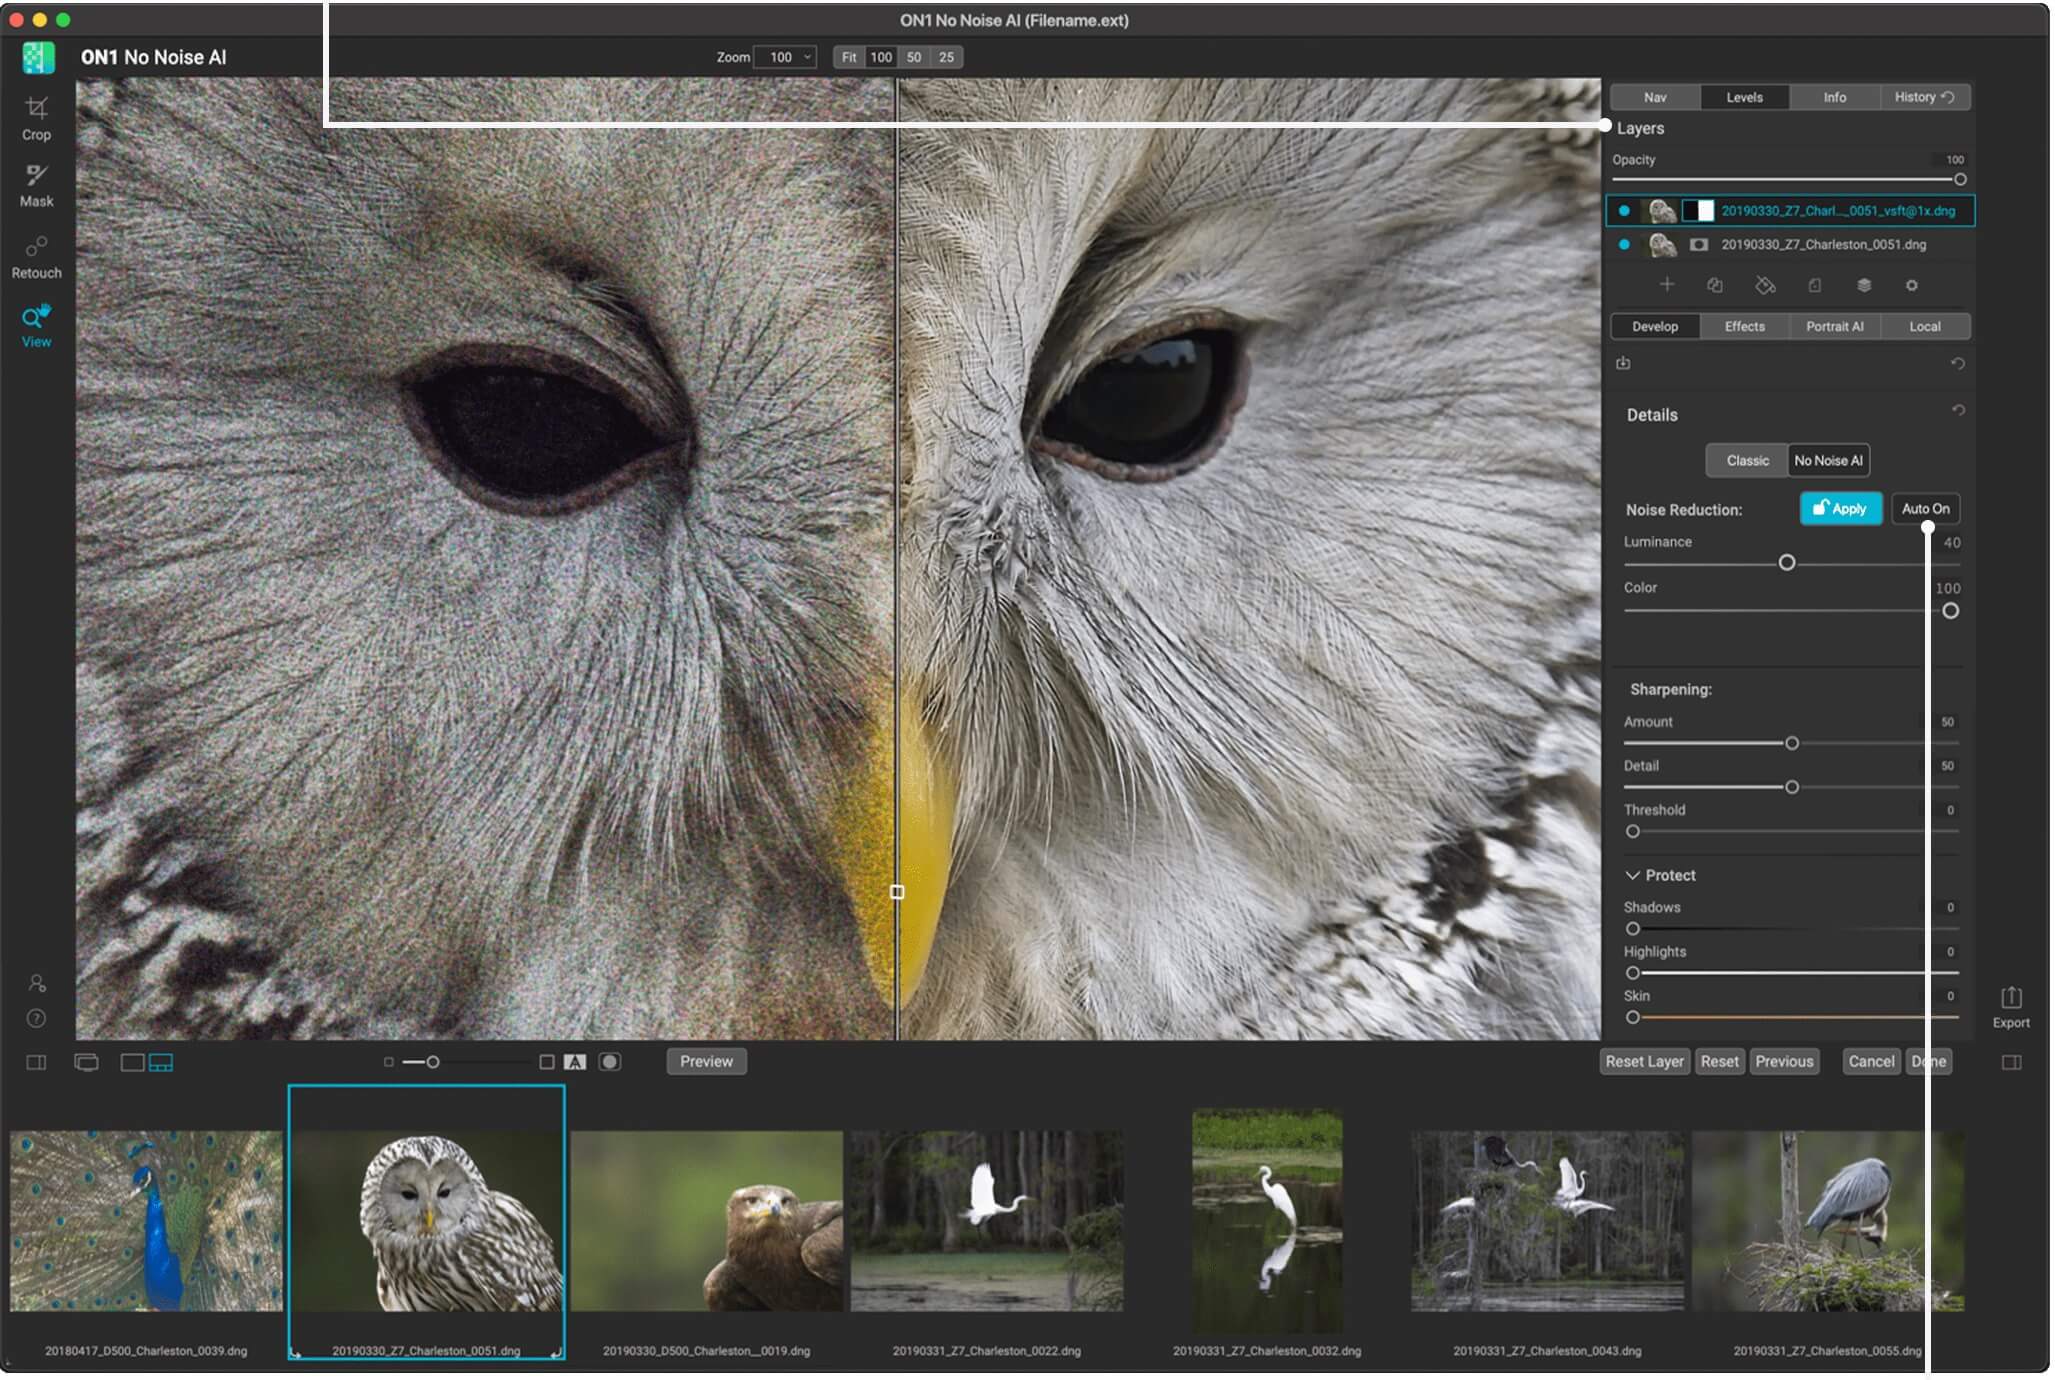 ON1 No Noise AI (Filename.ext)
ON1 No Noise AI
Zoom 100 Fit 100 50 25
Crop
Mask
Retouch
View
Nav Levels Info History
Layers
Opacity 100
20190330_Z7_Charl..._0051_vsft@1x.dng
20190330_Z7_Charleston_0051.dng
Develop Effects Portrait AI Local
Details
Classic No Noise AI
Noise Reduction: Apply Auto On
Luminance 40
Color 100
Sharpening:
Amount 50
Detail 50
Threshold 0
Protect
Shadows 0
Highlights 0
Skin 0
Export
?
A
Preview
Reset Layer Reset Previous Cancel Done
20180417_D500_Charleston_0039.dng
20190330_Z7_Charleston_0051.dng
20190330_D500_Charleston__0019.dng
20190331_Z7_Charleston_0022.dng
20190331_Z7_Charleston_0032.dng
20190331_Z7_Charleston_0043.dng
20190331_Z7_Charleston_0055.dng